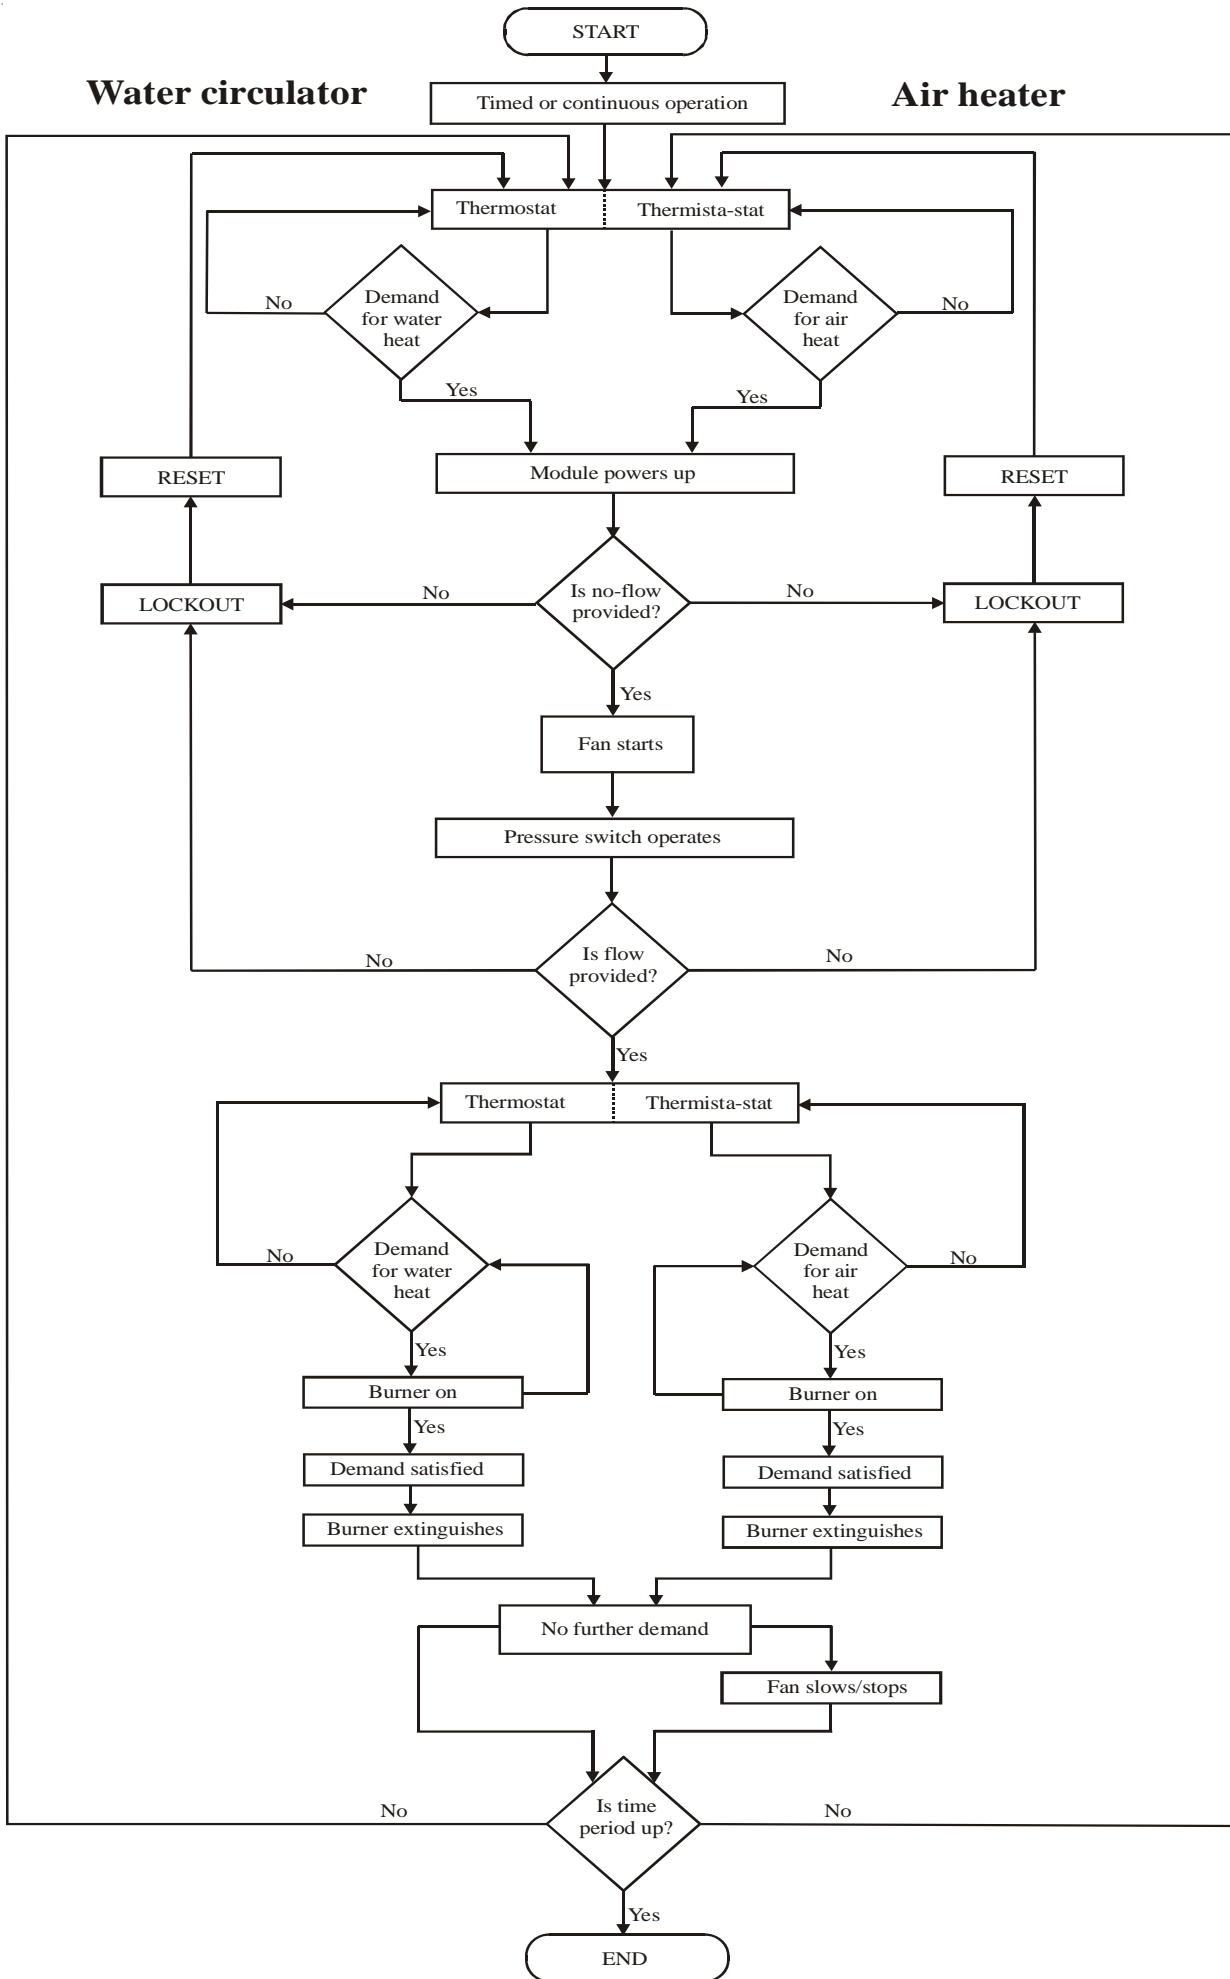 START
Water circulator
Timed or continuous operation
Air heater
Thermostat
Thermista-stat
No
Demand
for water
heat
Demand
for air
heat
No
Yes
Yes
RESET
Module powers up
RESET
LOCKOUT
No
Is no-flow
provided?
No
LOCKOUT
Yes
Fan starts
Pressure switch operates
No
Is flow
provided?
No
Yes
Thermostat
Thermista-stat
No
Demand
for water
heat
Demand
for air
heat
No
Yes
Yes
Burner on
Burner on
Yes
Yes
Demand satisfied
Demand satisfied
Burner extinguishes
Burner extinguishes
No further demand
Fan slows/stops
No
Is time
period up?
No
Yes
END